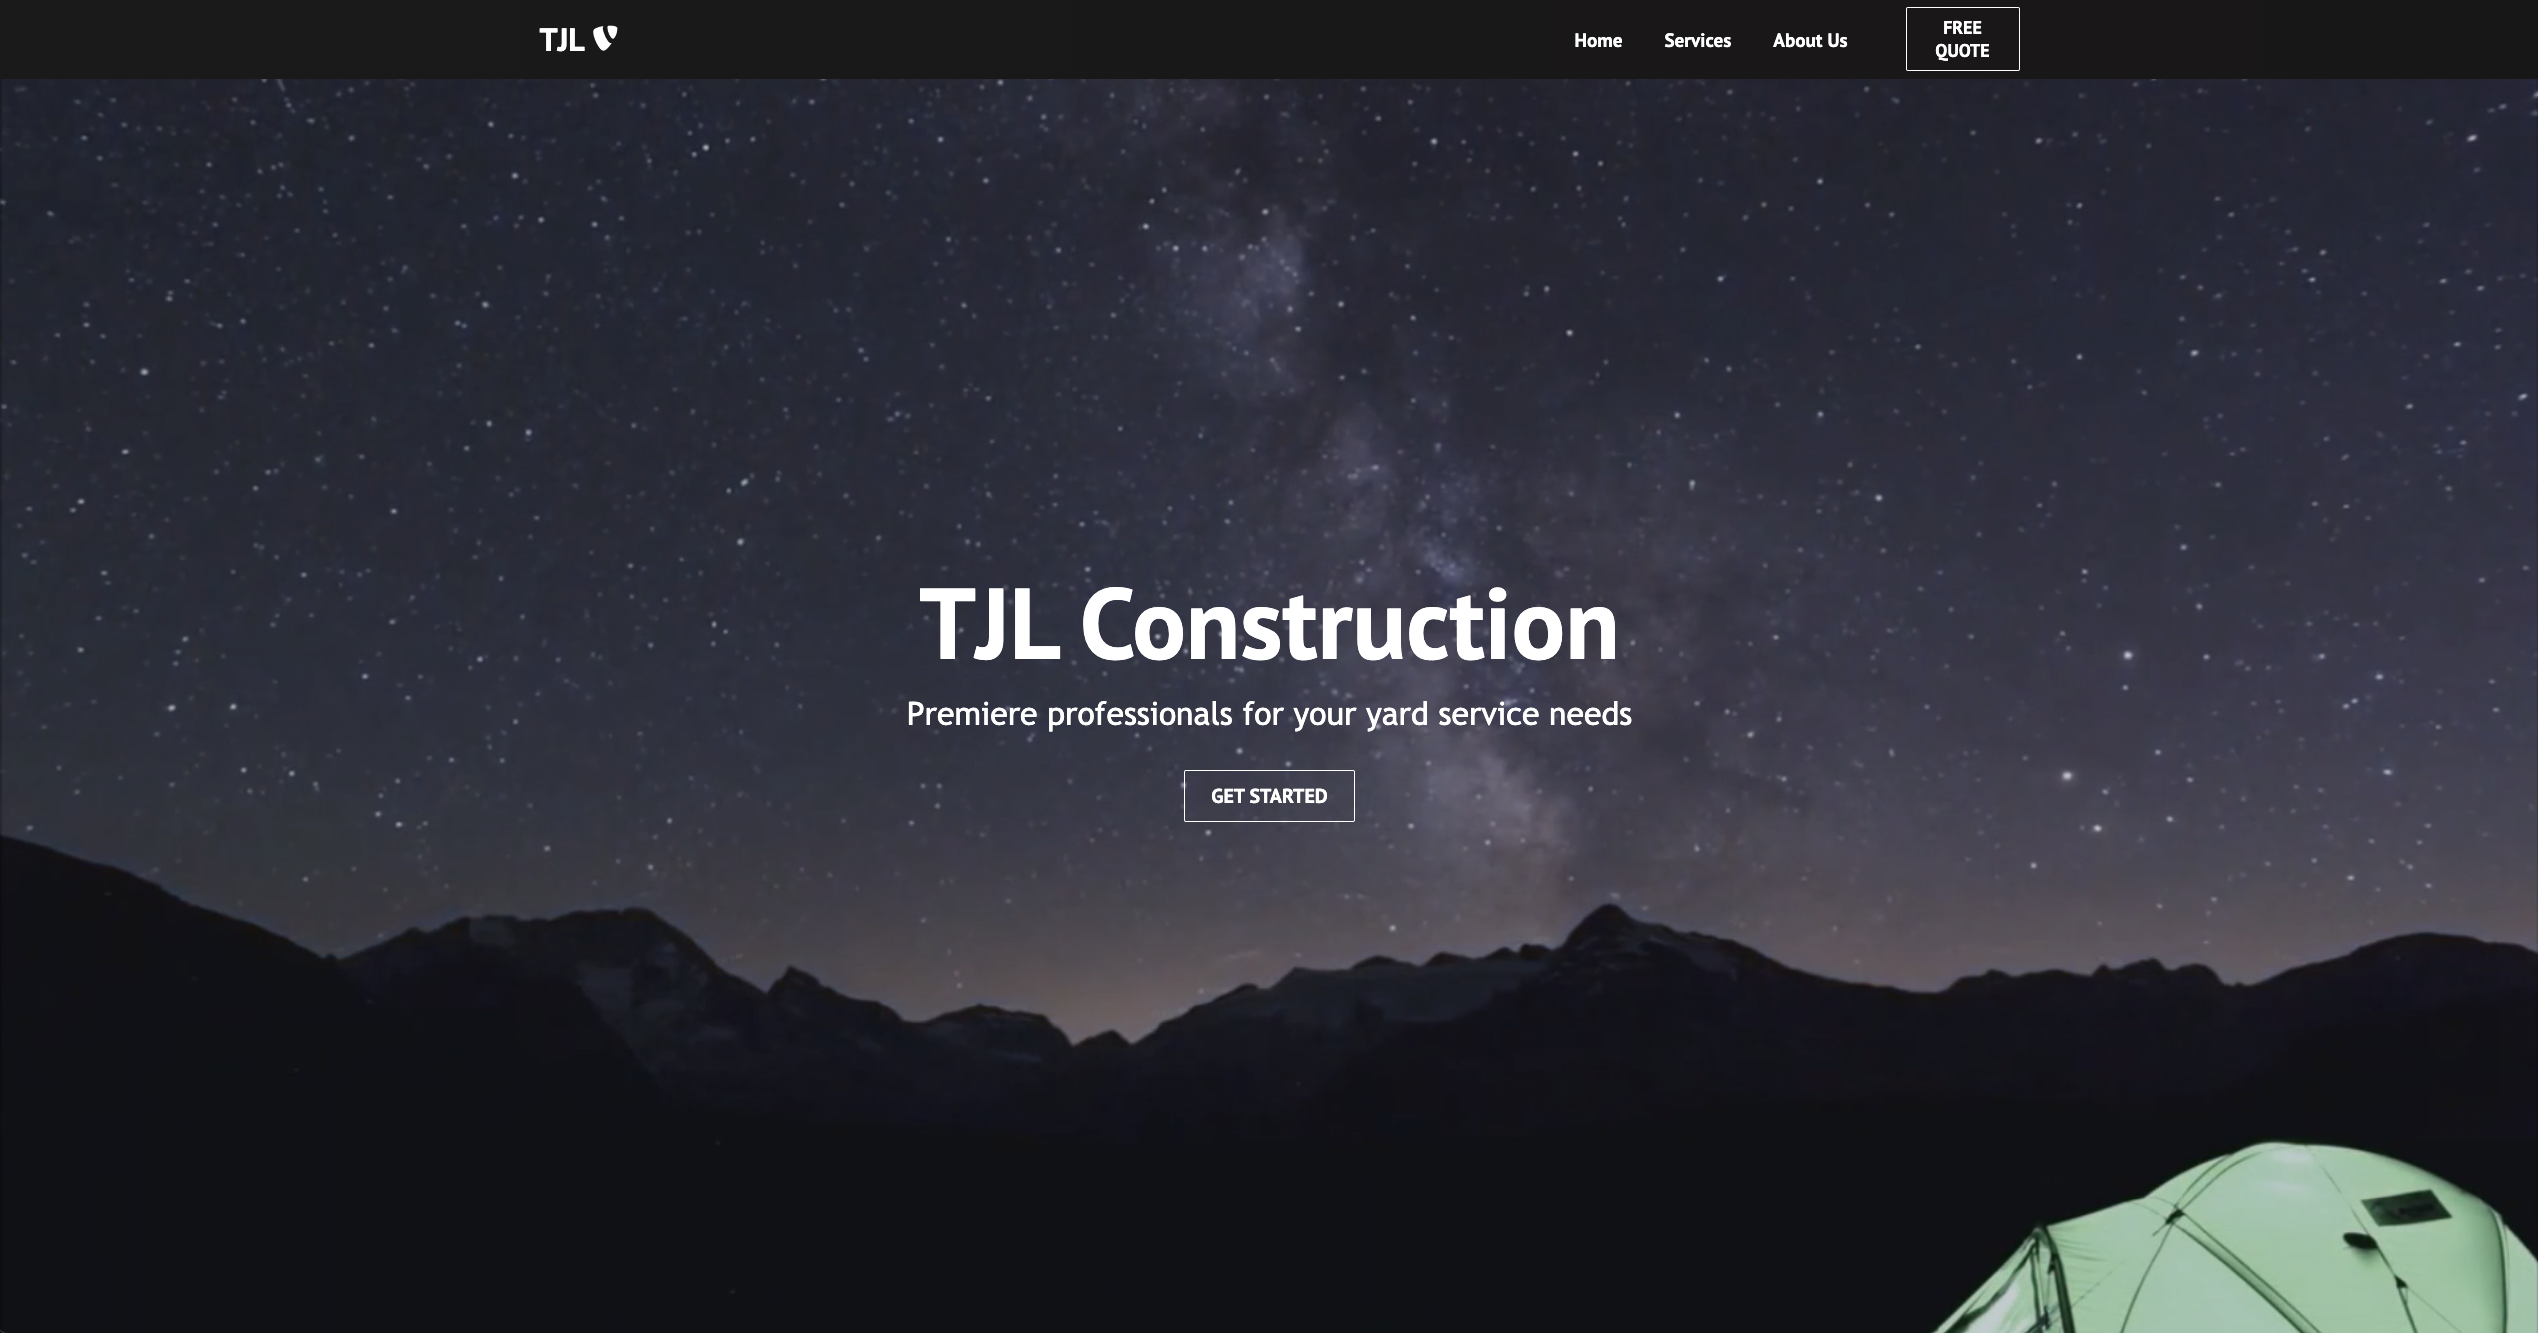 TJL
Home
Services
About Us
FREE
QUOTE
TJL Construction
Premiere professionals for your yard service needs
GET STARTED